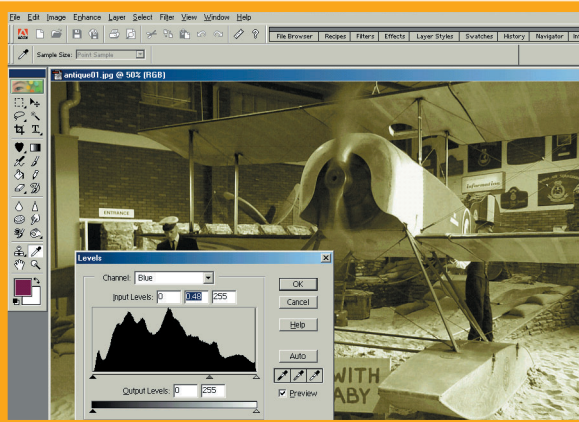 File Edit Image Enhance Layer Select Filter View Window Help
File Browser Recipes Filters Effects Layer Styles Swatches History Navigator
Sample Size: Point Sample
antique01.jpg @ 50% (RGB)
ENTRANCE
Refreshment Area
Levels
Channel: Blue
Input Levels: 0 0.48 255
OK
Cancel
Help
Auto
Preview
Output Levels: 0 255
WITH
ABY